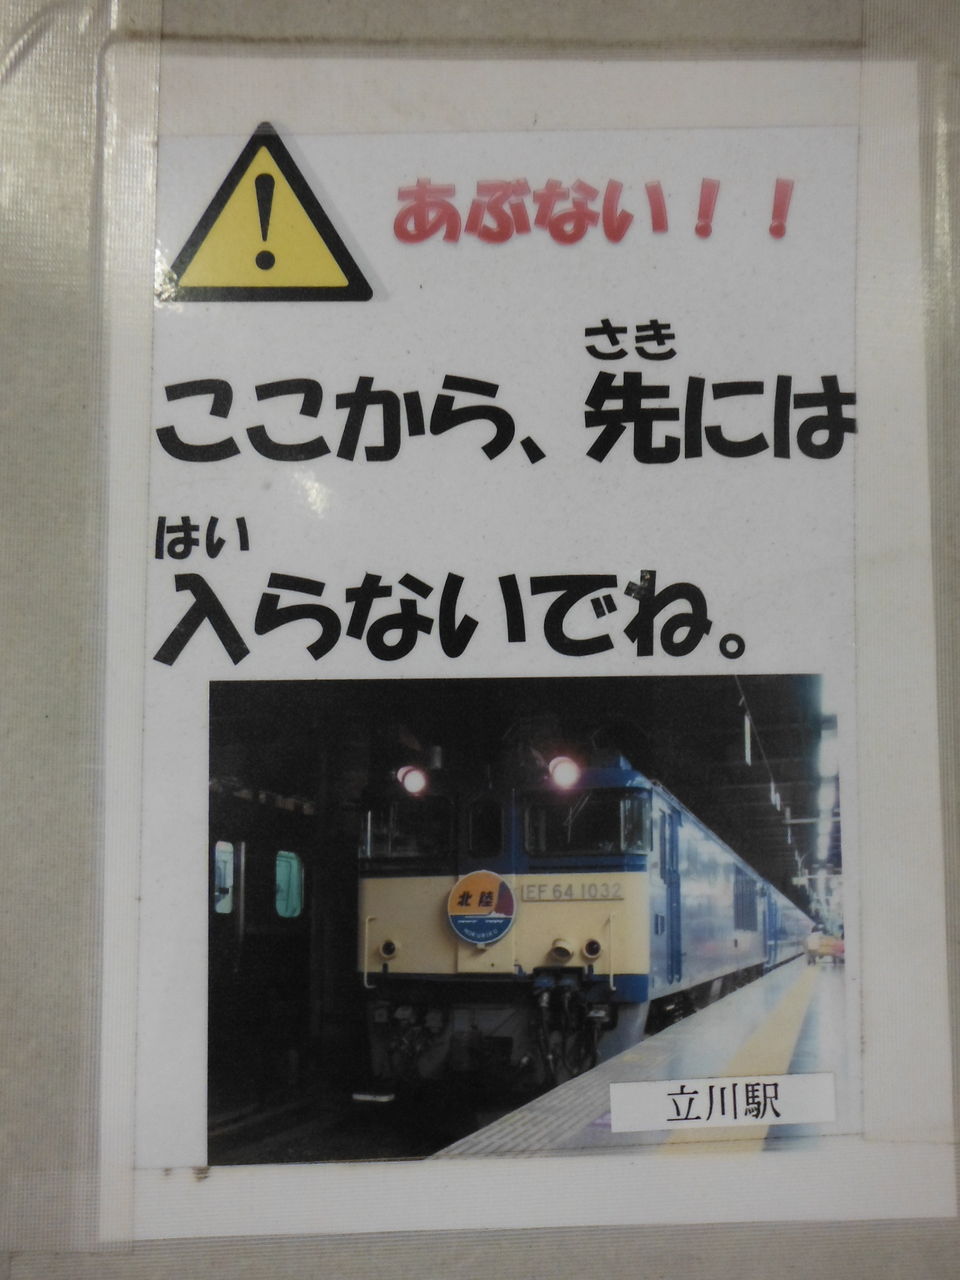 あぶない！！
さき
ここから、先には
はい
入らないでね。
北陸
HOKURIKU
EF 64 1032
立川駅